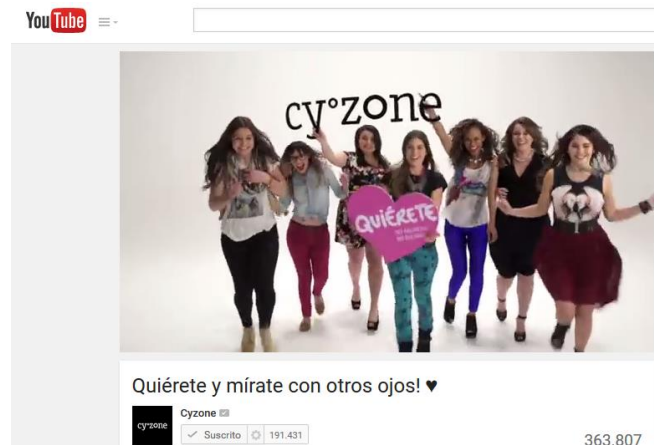 YouTube
cy°zone
QUIÉRETE
Quiérete y mírate con otros ojos! ♥
Cyzone
cy°zone
Suscrito 191.431
363.807